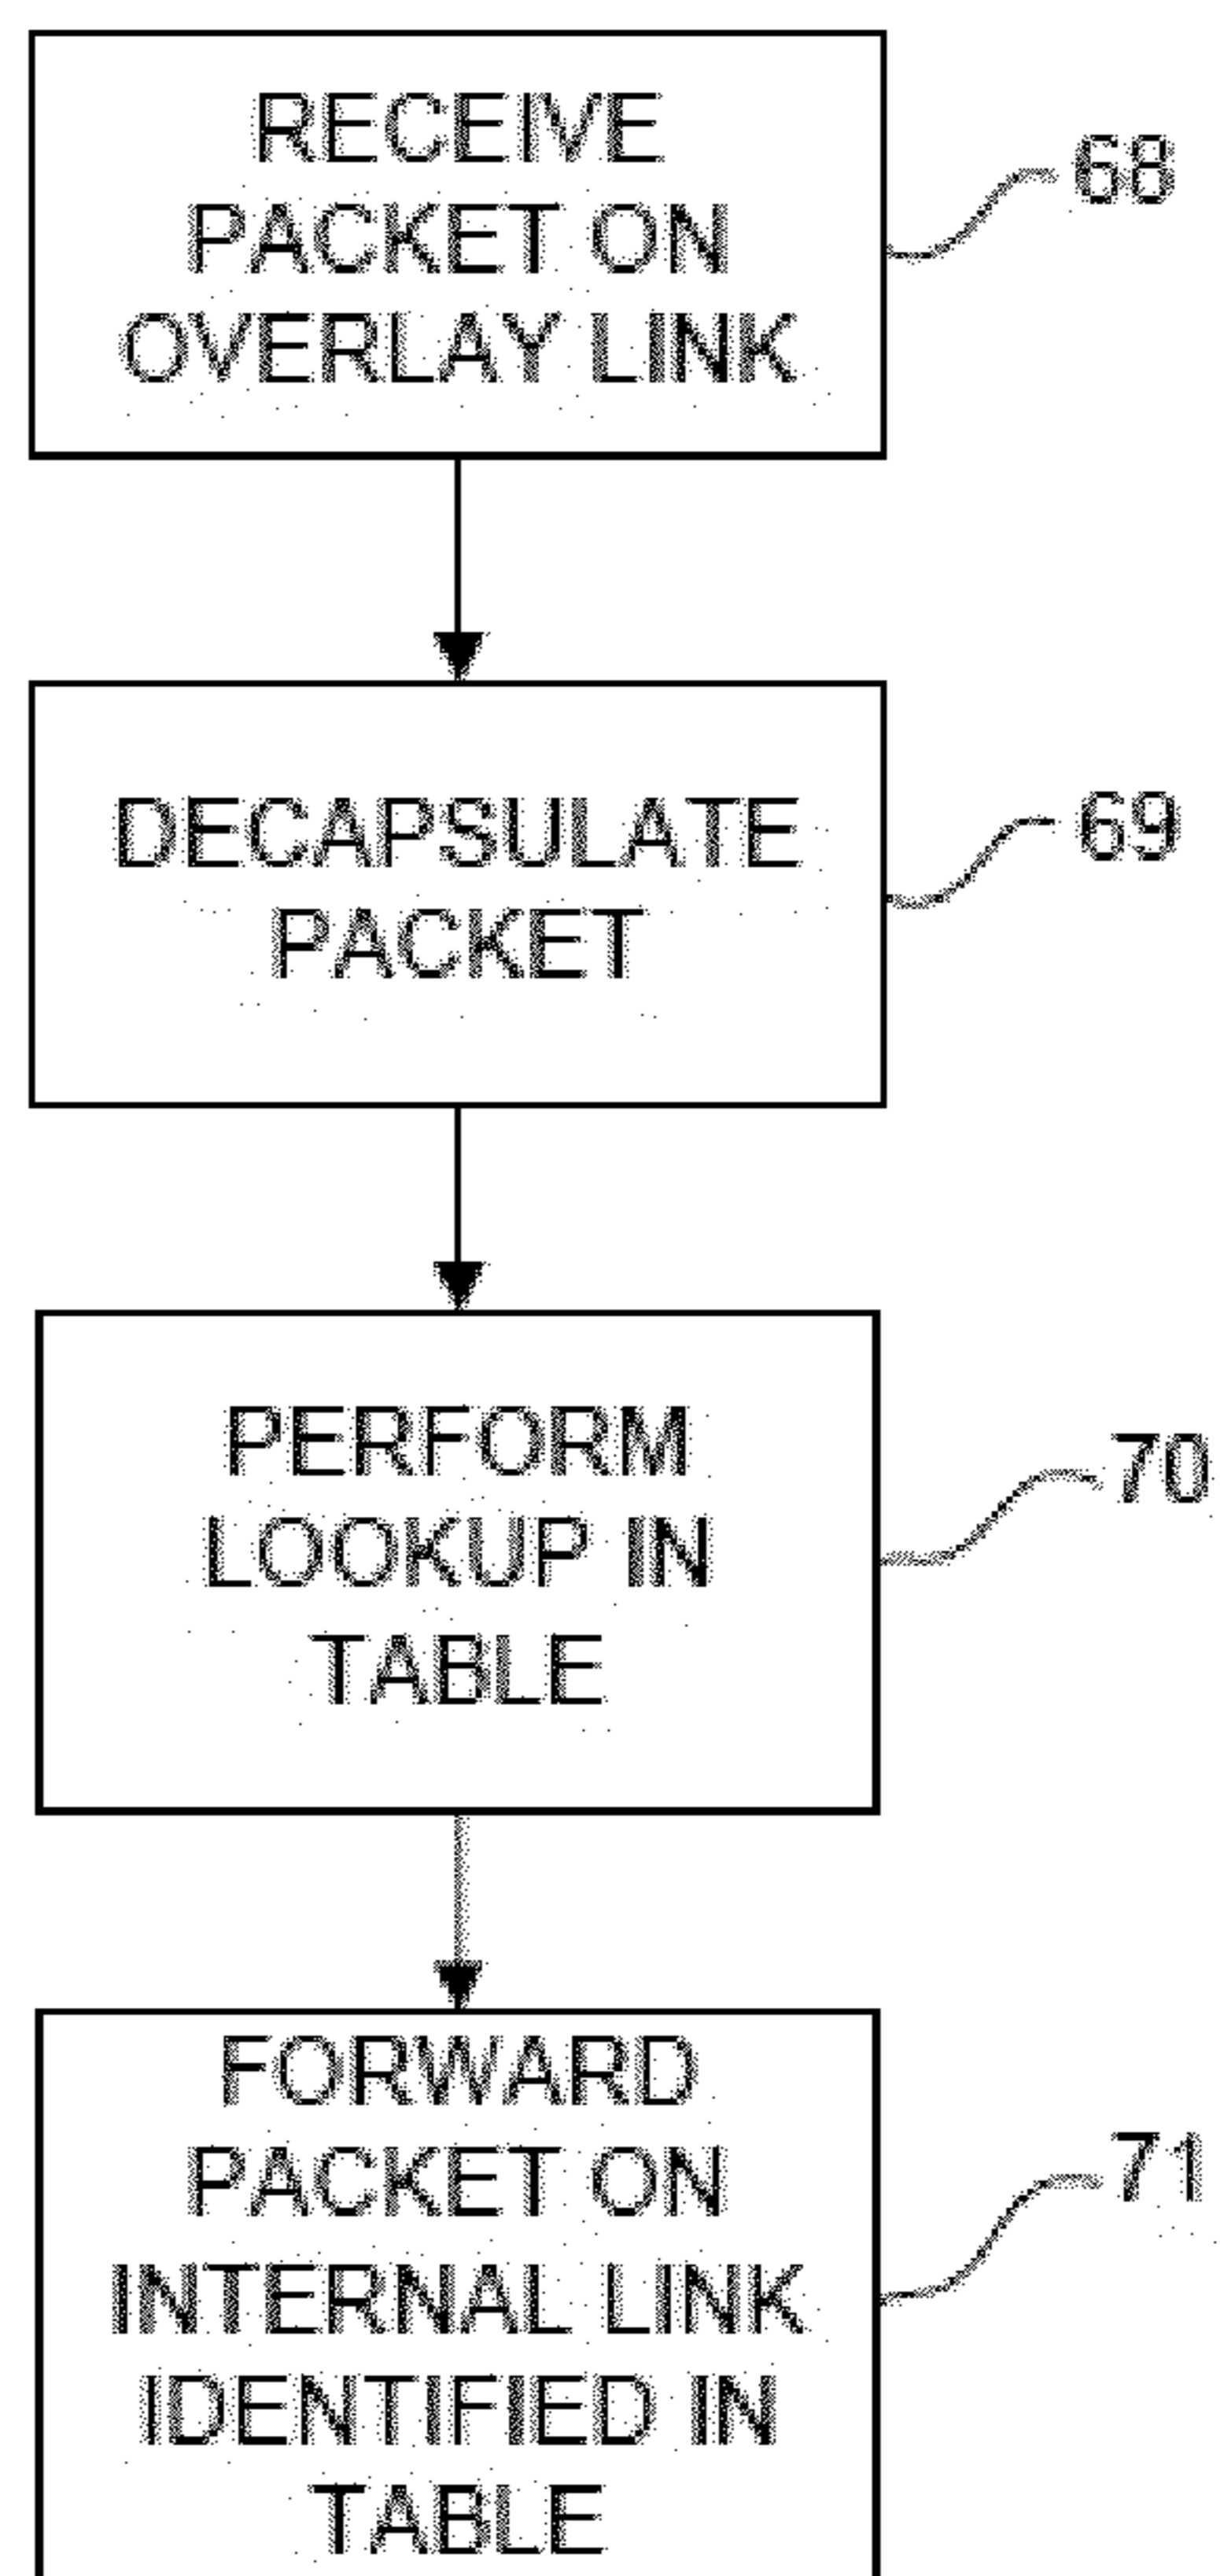 RECEIVE
PACKET ON
OVERLAY LINK
68
DECAPSULATE
PACKET
69
PERFORM
LOOKUP IN
TABLE
70
FORWARD
PACKET ON
INTERNAL LINK
IDENTIFIED IN
TABLE
71